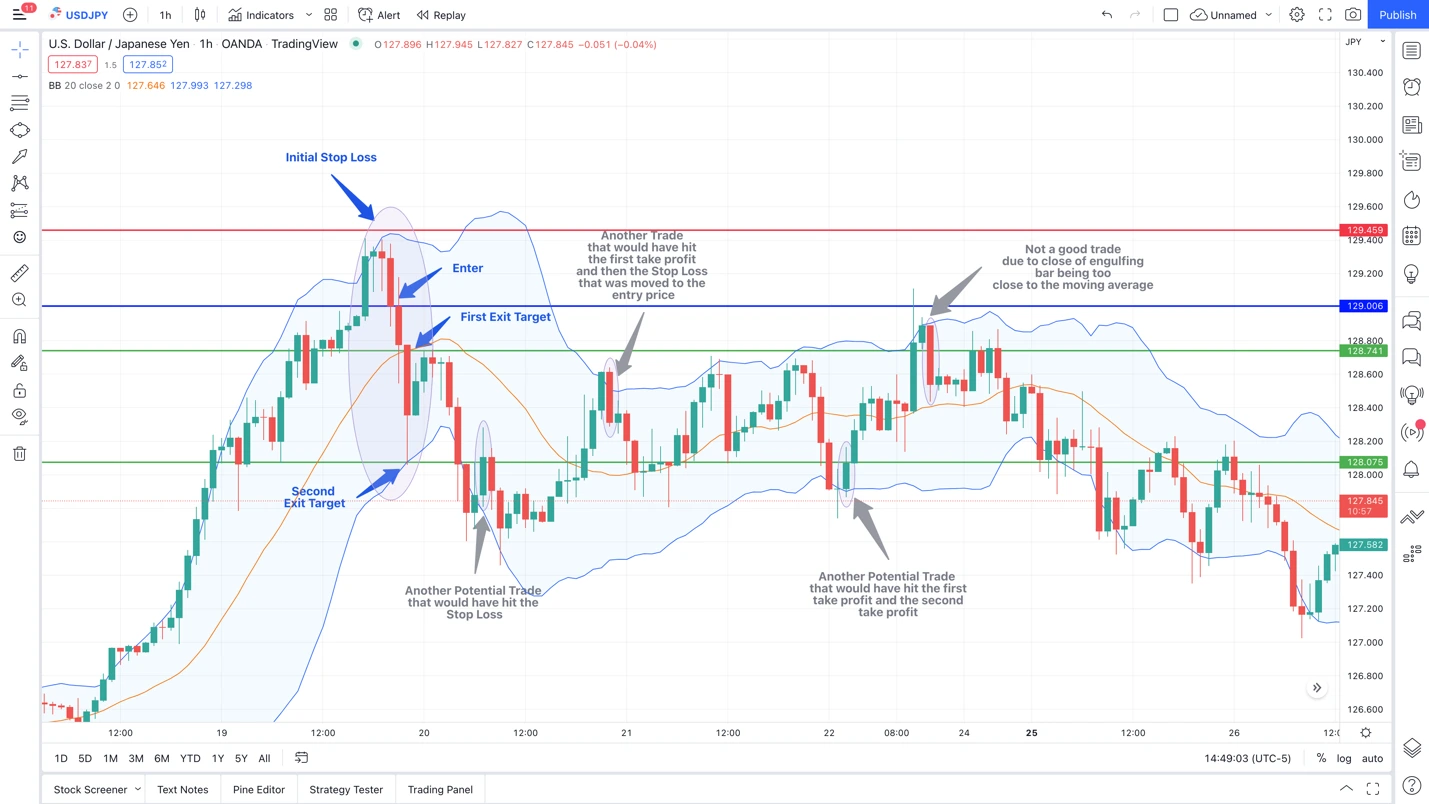 11
USDJPY
1h
Indicators
Alert
Replay
Unnamed
Publish
U.S. Dollar / Japanese Yen · 1h · OANDA · TradingView
O127.896 H127.945 L127.827 C127.845 −0.051 (−0.04%)
JPY
127.837 1.5 127.852
BB 20 close 2 0 127.646 127.993 127.298
130.400
130.200
130.000
129.800
129.600
129.459
129.400
129.200
129.006
128.800
128.741
128.600
128.400
128.200
128.075
128.000
127.845
10:57
127.582
127.400
127.200
127.000
126.800
126.600
Initial Stop Loss
Enter
First Exit Target
Second
Exit Target
Another Trade
that would have hit
the first take profit
and then the Stop Loss
that was moved to the
entry price
Not a good trade
due to close of engulfing
bar being too
close to the moving average
Another Potential Trade
that would have hit the
Stop Loss
Another Potential Trade
that would have hit the first
take profit and the second
take profit
12:00 19 12:00 20 12:00 21 12:00 22 08:00 24 25 12:00 26 12:0
1D 5D 1M 3M 6M YTD 1Y 5Y All
14:49:03 (UTC-5) % log auto
Stock Screener Text Notes Pine Editor Strategy Tester Trading Panel